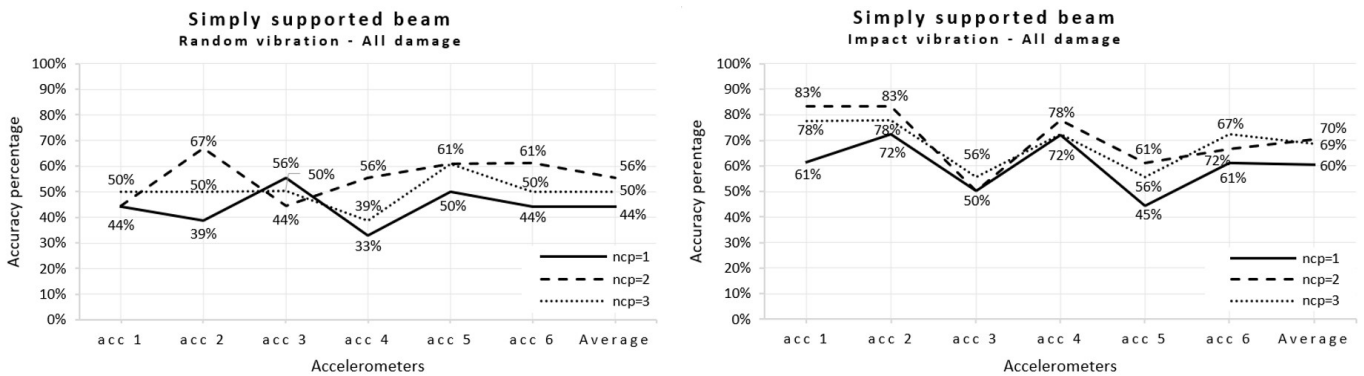 Simply supported beam
Random vibration - All damage
Accuracy percentage
100%
90%
80%
70%
60%
50%
40%
30%
20%
10%
0%
67%
56%
50%
56%
61%
61%
56%
50%
50%
39%
50%
50%
44%
39%
44%
33%
50%
44%
44%
ncp=1
ncp=2
ncp=3
acc 1
acc 2
acc 3
acc 4
acc 5
acc 6
Average
Accelerometers
Simply supported beam
Impact vibration - All damage
Accuracy percentage
100%
90%
80%
70%
60%
50%
40%
30%
20%
10%
0%
83%
83%
78%
67%
70%
78%
78%
72%
56%
72%
61%
72%
69%
60%
61%
50%
56%
45%
61%
ncp=1
ncp=2
ncp=3
acc 1
acc 2
acc 3
acc 4
acc 5
acc 6
Average
Accelerometers